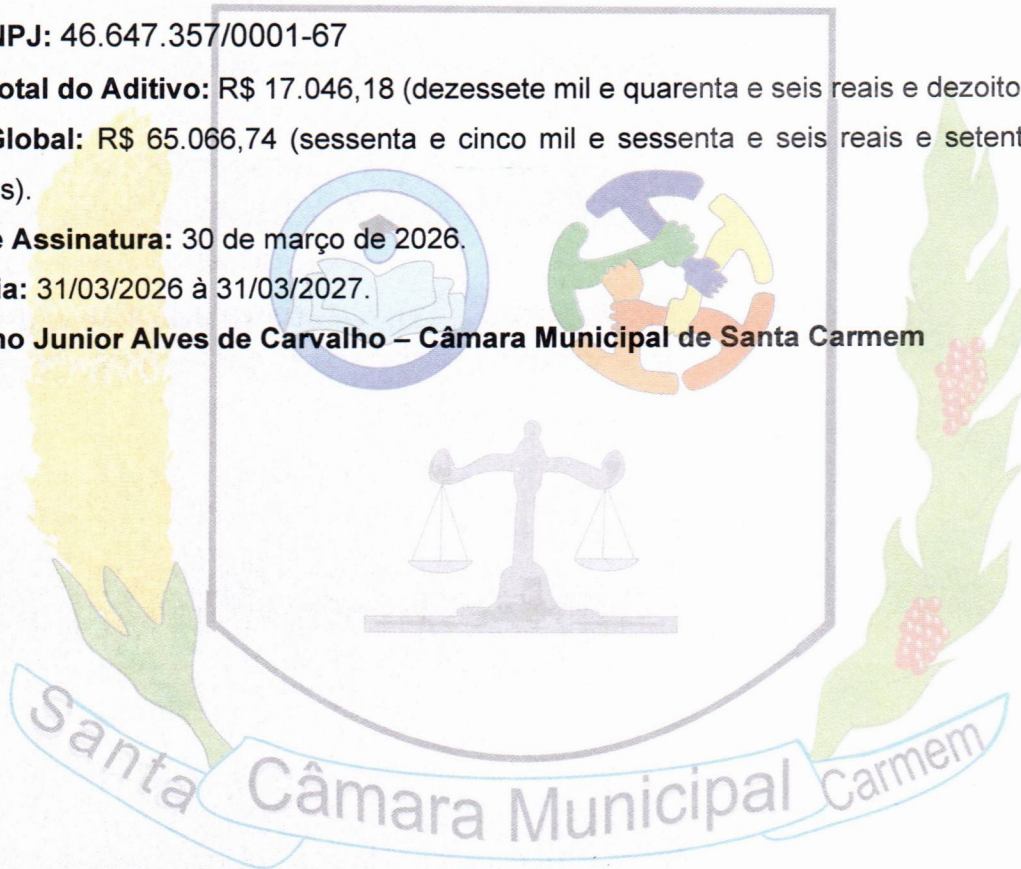 NPJ: 46.647.357/0001-67
otal do Aditivo: R$ 17.046,18 (dezessete mil e quarenta e seis reais e dezoito
Global: R$ 65.066,74 (sessenta e cinco mil e sessenta e seis reais e setent
s).
e Assinatura: 30 de março de 2026.
ia: 31/03/2026 à 31/03/2027.
no Junior Alves de Carvalho – Câmara Municipal de Santa Carmem
Santa Câmara Municipal Carmem